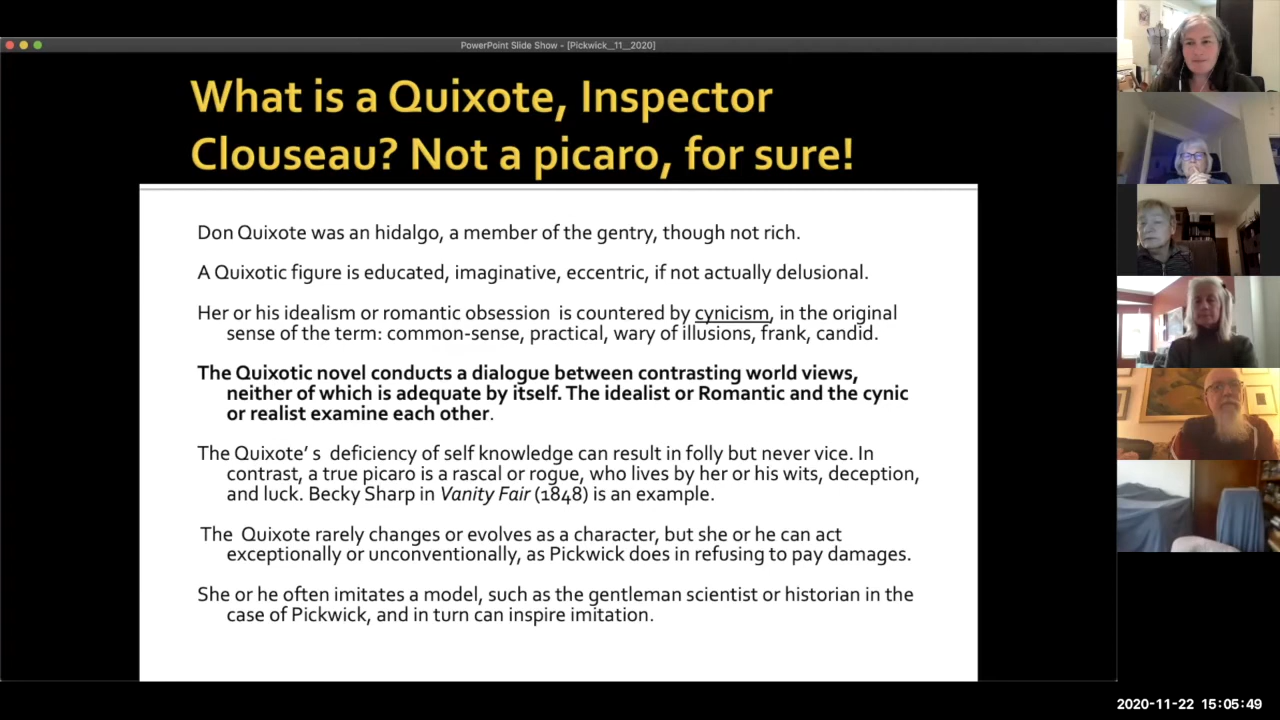 PowerPoint Slide Show - [Pickwick__11__2020]
What is a Quixote, Inspector
Clouseau? Not a picaro, for sure!
Don Quixote was an hidalgo, a member of the gentry, though not rich.
A Quixotic figure is educated, imaginative, eccentric, if not actually delusional.
Her or his idealism or romantic obsession  is countered by cynicism, in the original
sense of the term: common-sense, practical, wary of illusions, frank, candid.
The Quixotic novel conducts a dialogue between contrasting world views,
neither of which is adequate by itself. The idealist or Romantic and the cynic
or realist examine each other.
The Quixote’ s  deficiency of self knowledge can result in folly but never vice. In
contrast, a true picaro is a rascal or rogue, who lives by her or his wits, deception,
and luck. Becky Sharp in Vanity Fair (1848) is an example.
The  Quixote rarely changes or evolves as a character, but she or he can act
exceptionally or unconventionally, as Pickwick does in refusing to pay damages.
She or he often imitates a model, such as the gentleman scientist or historian in the
case of Pickwick, and in turn can inspire imitation.
2020-11-22 15:05:49